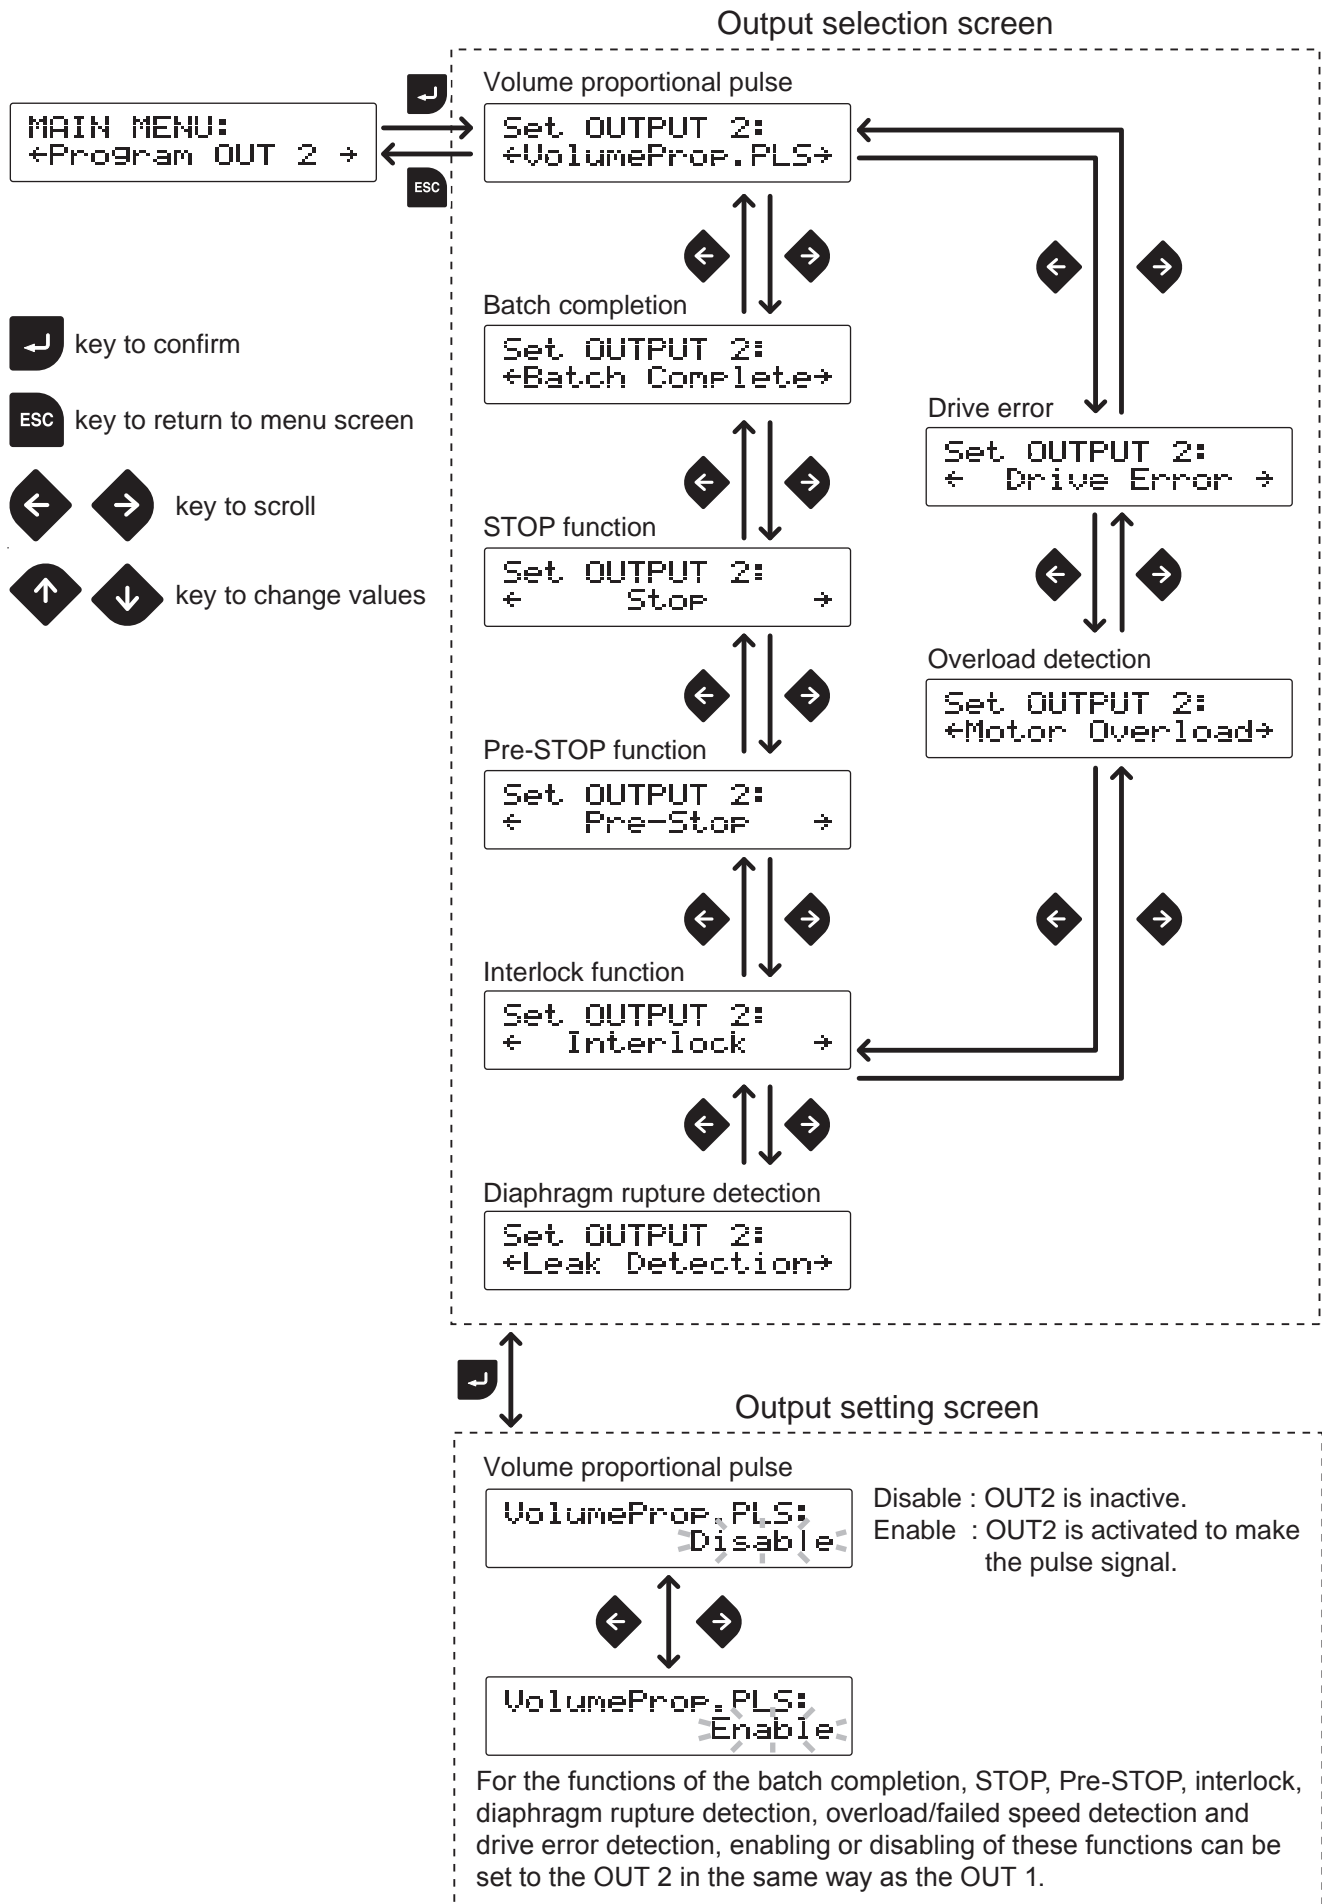 Output selection screen
Volume proportional pulse
MAIN MENU:
←Program OUT 2 →
Set OUTPUT 2:
←VolumeProp.PLS→
ESC
Batch completion
Set OUTPUT 2:
←Batch Complete→
key to confirm
ESC key to return to menu screen
← → key to scroll
↑ ↓ key to change values
STOP function
Set OUTPUT 2:
← Stop →
Pre-STOP function
Set OUTPUT 2:
← Pre-Stop →
Interlock function
Set OUTPUT 2:
← Interlock →
Diaphragm rupture detection
Set OUTPUT 2:
←Leak Detection→
Drive error
Set OUTPUT 2:
← Drive Error →
Overload detection
Set OUTPUT 2:
←Motor Overload→
Output setting screen
Volume proportional pulse
VolumeProp.PLS:
Disable
Disable : OUT2 is inactive.
Enable : OUT2 is activated to make
the pulse signal.
VolumeProp.PLS:
Enable
For the functions of the batch completion, STOP, Pre-STOP, interlock,
diaphragm rupture detection, overload/failed speed detection and
drive error detection, enabling or disabling of these functions can be
set to the OUT 2 in the same way as the OUT 1.